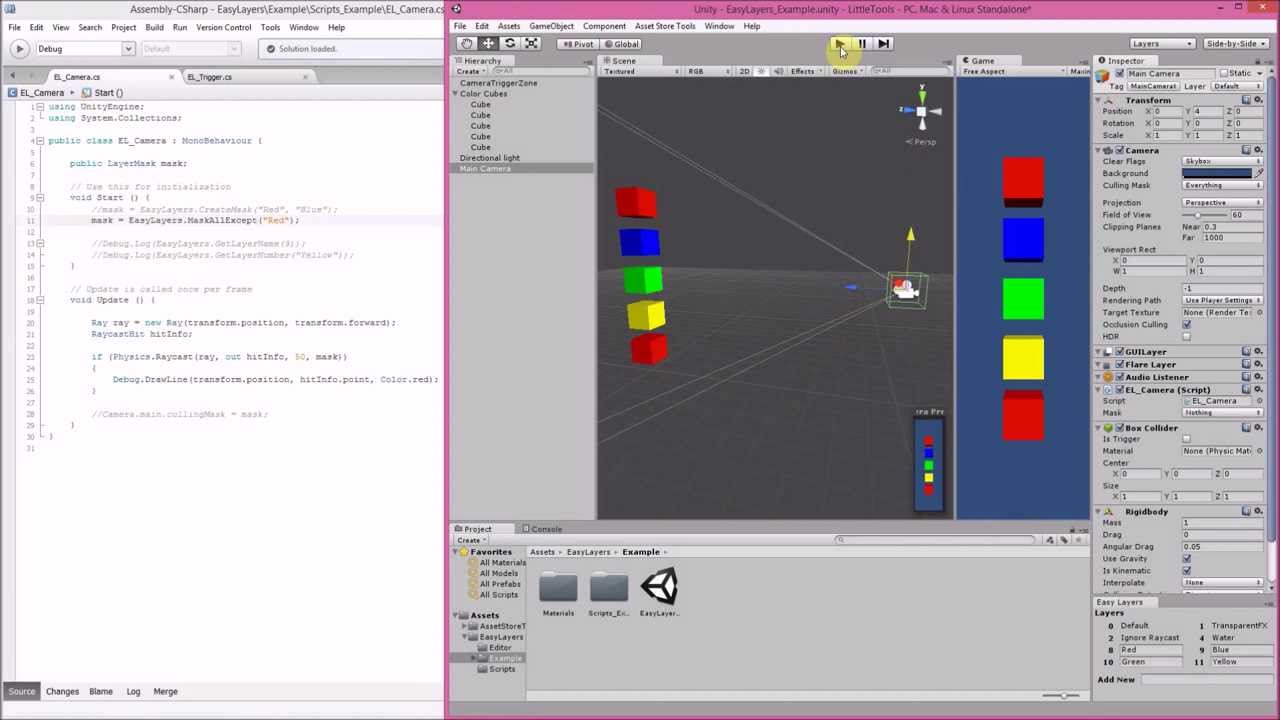 Assembly-CSharp - EasyLayers\Example\Scripts_Example\EL_Camera.cs
File Edit View Search Project Build Run Version Control Tools
Debug
Default
Solution loaded.
EL_Camera.cs
EL_Trigger.cs
EL_Camera
Start ()
1 using UnityEngine;
2 using System.Collections;
3
4 public class EL_Camera : MonoBehaviour {
5
6 public LayerMask mask;
7
8 // Use this for initialization
9 void Start () {
10 //mask = EasyLayers.CreateMask("Red", "Blue");
11 mask = EasyLayers.MaskAllExcept("Red");
13 //Debug.Log(EasyLayers.GetLayerName(9));
14 //Debug.Log(EasyLayers.GetLayerNumber("Yellow"));
15 }
16
17 // Update is called once per frame
18 void Update () {
20 Ray ray = new Ray(transform.position, transform.forward);
21 RaycastHit hitInfo;
23 if (Physics.Raycast(ray, out hitInfo, 50, mask))
24 {
25 Debug.DrawLine(transform.position, hitInfo.point, Color.red);
26 }
28 //Camera.main.cullingMask = mask;
29 }
30 }
31
Source Changes Blame Log Merge
Unity - EasyLayers_Example.unity - LittleTools - PC, Mac & Linux Standalone*
File Edit Assets GameObject Component Asset Store Tools Window Help
Pivot Global
Layers
Side-by-Side
Hierarchy
Create All
CameraTriggerZone
Color Cubes
Cube
Cube
Cube
Cube
Cube
Directional light
Main Camera
Scene
Textured RGB 2D Effects Gizmos All
y
z
Persp
Game
Free Aspect
Maxin
Inspector
Main Camera Static
Tag MainCamera Layer Default
Transform
Position X 0 Y 4 Z 0
Rotation X 0 Y 0 Z 0
Scale X 1 Y 1 Z 1
Camera
Clear Flags Skybox
Background
Culling Mask Everything
Projection Perspective
Field of View 60
Clipping Planes Near 0.3
Far 1000
Viewport Rect
X 0 Y 0
W 1 H 1
Depth -1
Rendering Path Use Player Settings
Target Texture None (Render Te:
Occlusion Culling
HDR
GUILayer
Flare Layer
Audio Listener
EL_Camera (Script)
Script EL_Camera
Mask Nothing
Box Collider
Is Trigger
Material None (Physic Mat
Center
X 0 Y 0 Z 0
Size
X 1 Y 1 Z 1
Rigidbody
Mass 1
Drag 0
Angular Drag 0.05
Use Gravity
Is Kinematic
Interpolate None
Easy Layers
Layers
0 Default 1 TransparentFX
2 Ignore Raycast 4 Water
8 Red 9 Blue
10 Green 11 Yellow
Add New
Project
Console
Create
Favorites
All Materials
All Models
All Prefabs
All Scripts
Assets
AssetStoreT
EasyLayers
Editor
Example
Scripts
Assets EasyLayers Example
Materials
Scripts_Ex...
EasyLayer...